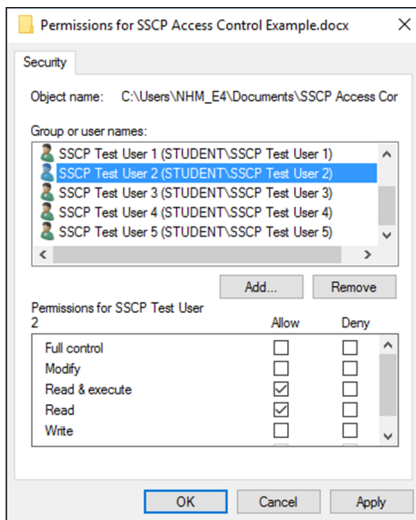 Permissions for SSCP Access Control Example.docx
Security
Object name: C:\Users\NHM_E4\Documents\SSCP Access Cor
Group or user names:
SSCP Test User 1 (STUDENT\SSCP Test User 1)
SSCP Test User 2 (STUDENT\SSCP Test User 2)
SSCP Test User 3 (STUDENT\SSCP Test User 3)
SSCP Test User 4 (STUDENT\SSCP Test User 4)
SSCP Test User 5 (STUDENT\SSCP Test User 5)
Add... Remove
Permissions for SSCP Test User
2 Allow Deny
Full control
Modify
Read & execute
Read
Write
OK Cancel Apply